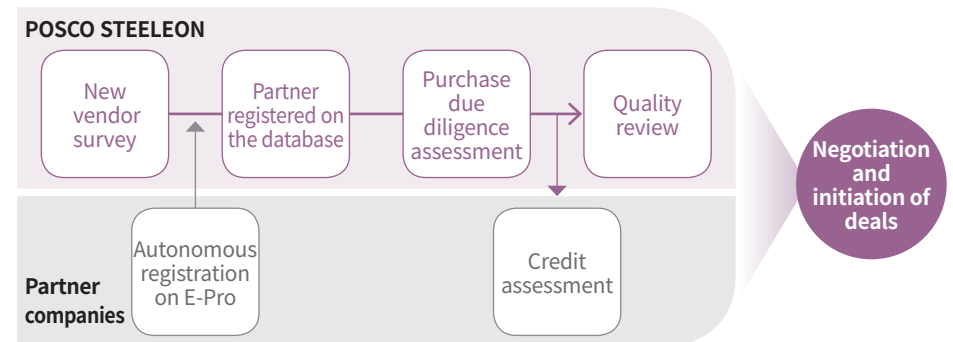 POSCO STEELEON
New
vendor
survey
Partner
registered on
the database
Purchase
due
diligence
assessment
Quality
review
Negotiation
and
initiation of
deals
Autonomous
registration
on E-Pro
Credit
assessment
Partner
companies